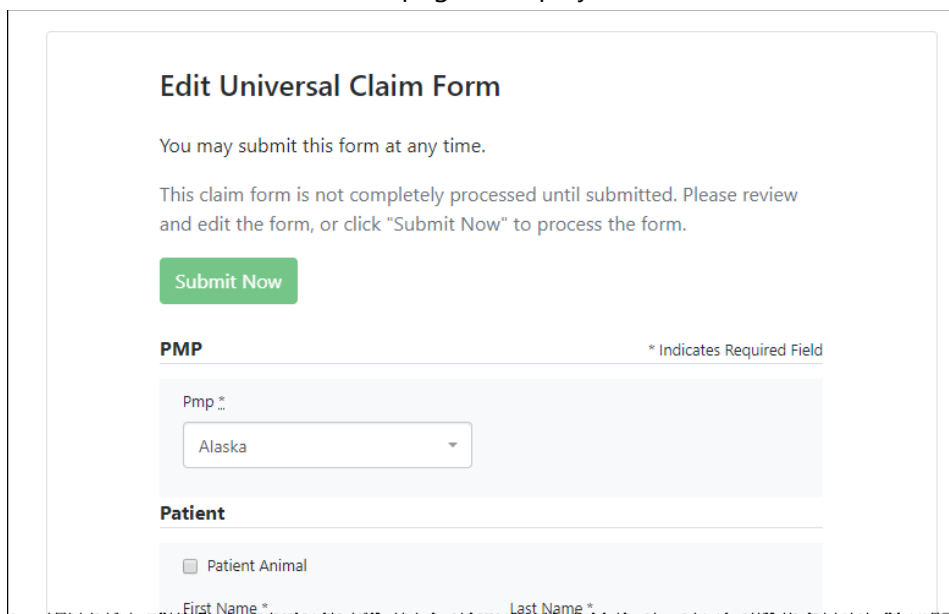 Edit Universal Claim Form
You may submit this form at any time.
This claim form is not completely processed until submitted. Please review
and edit the form, or click "Submit Now" to process the form.
Submit Now
PMP * Indicates Required Field
Pmp *
Alaska
Patient
Patient Animal
First Name * Last Name *